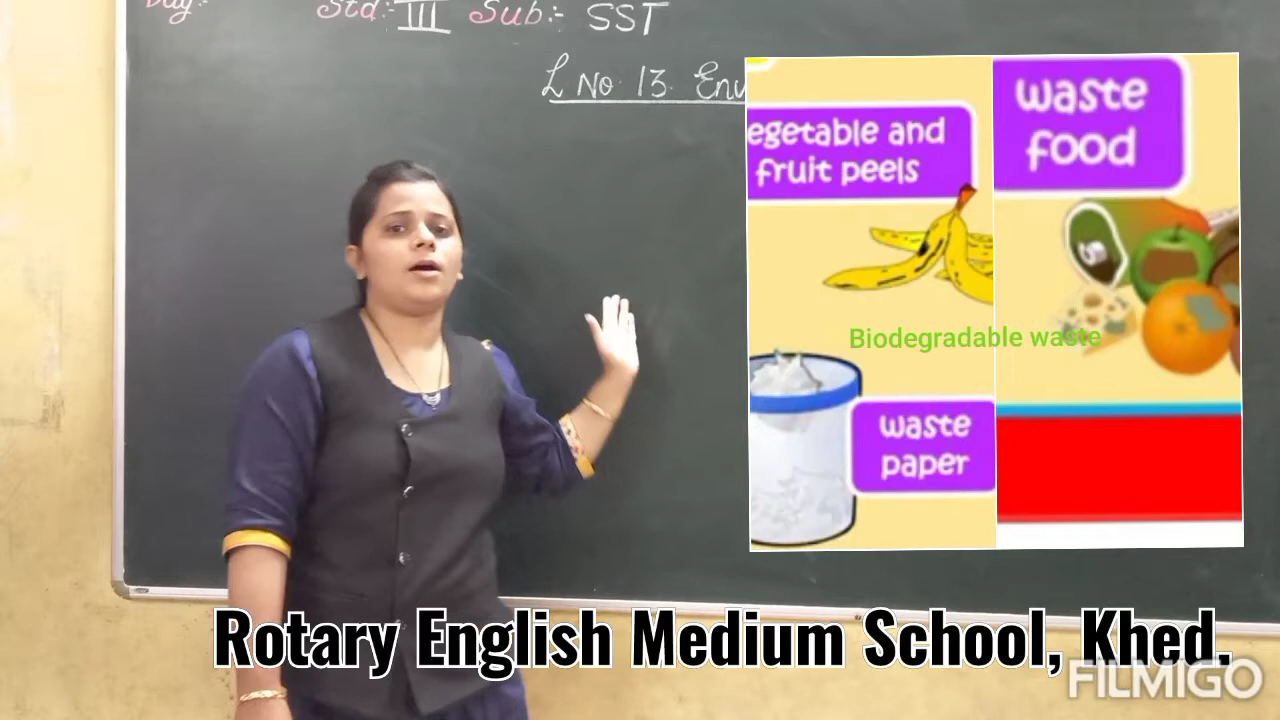 Day:-
Std:- III Sub:- SST
L No. 13. Env
egetable and
fruit peels
waste
food
Biodegradable waste
waste
paper
Rotary English Medium School, Khed.
FILMIGO